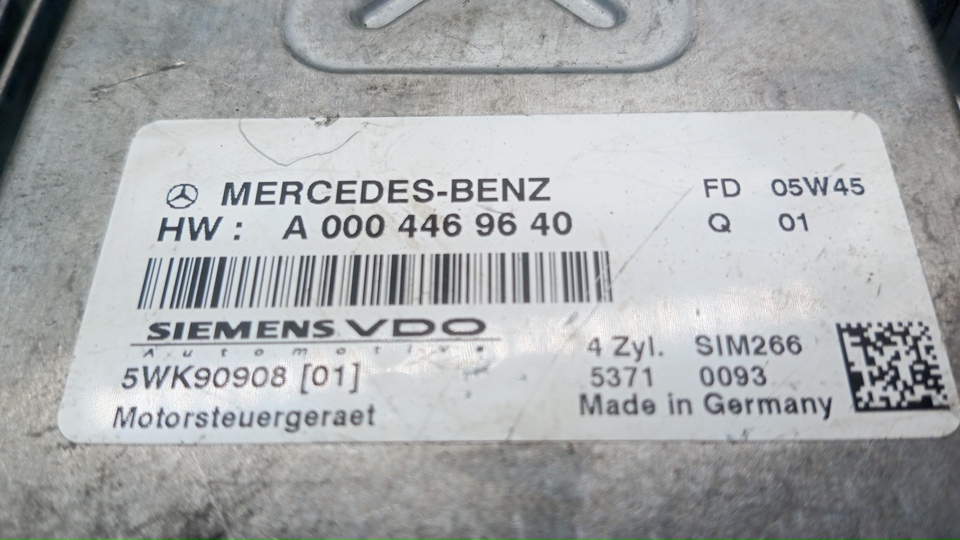 MERCEDES-BENZ FD 05W45
HW : A 000 446 96 40 Q 01
SIEMENS VDO
Automotive
4 Zyl. SIM266
5WK90908 [01] 5371 0093
Motorsteuergeraet Made in Germany